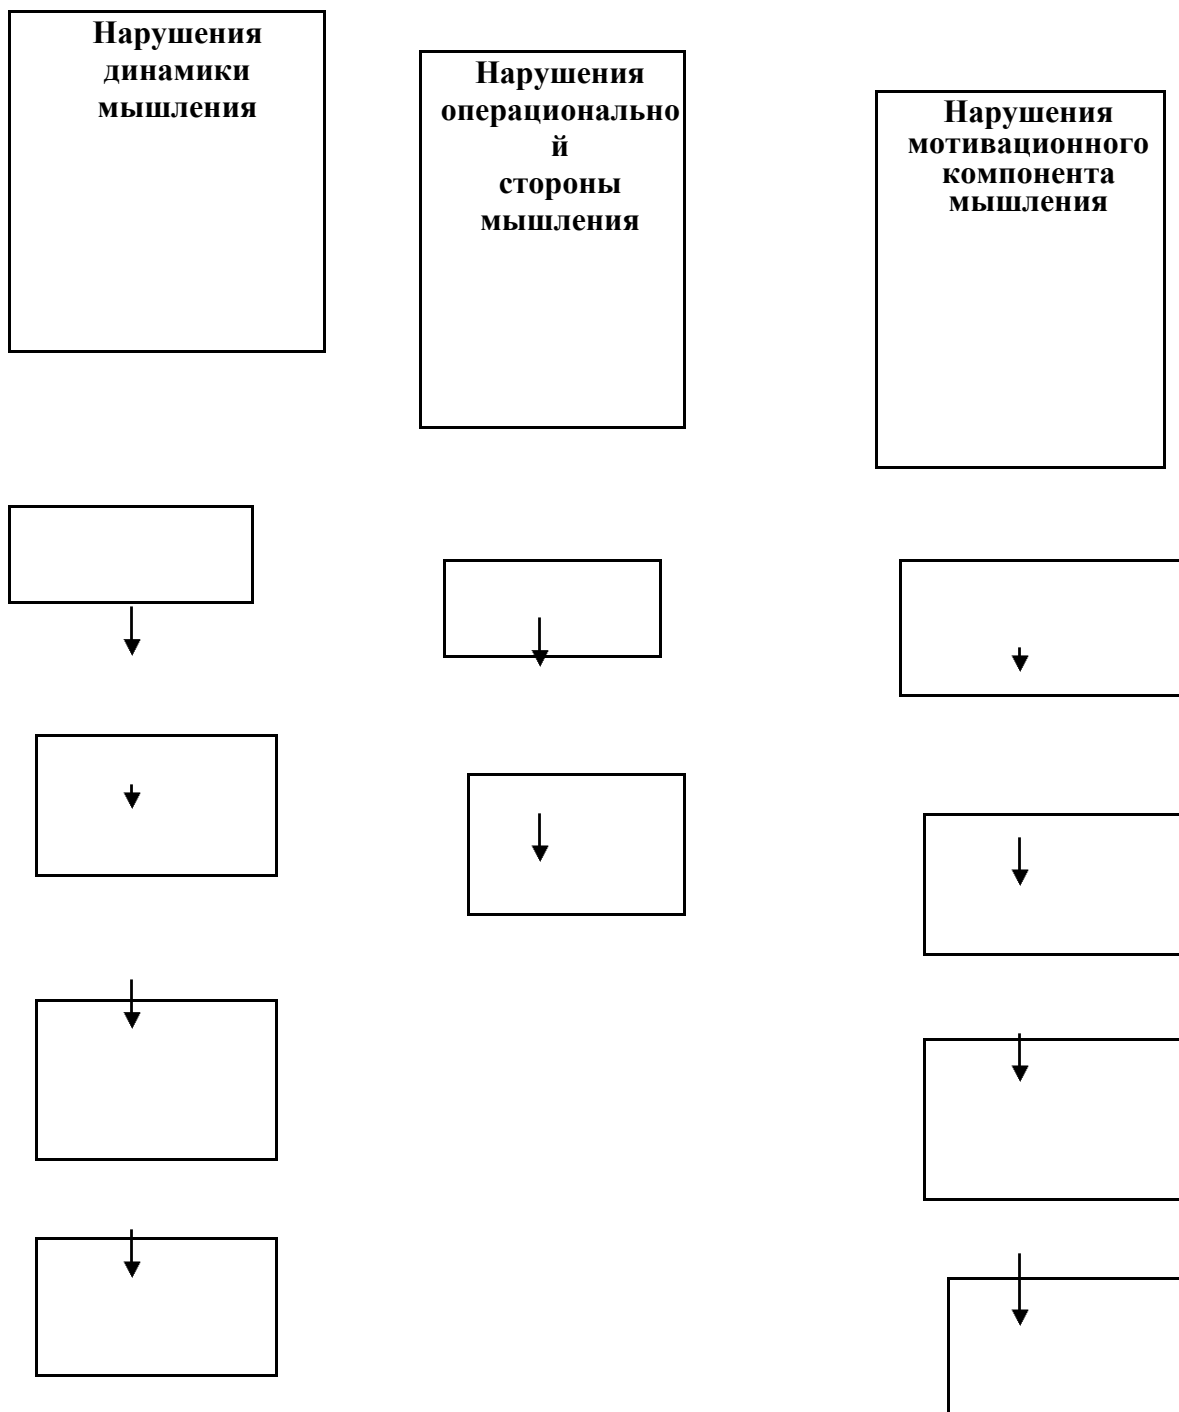 Нарушения
динамики
мышления
Нарушения
операционально
й
стороны
мышления
Нарушения
мотивационного
компонента
мышления